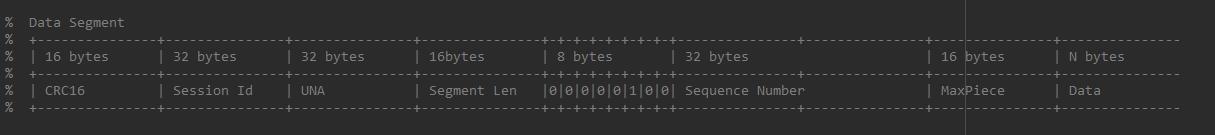 %  Data Segment
%  +---------------+---------------+---------------+---------------+-+-+-+-+-+-+-+-+---------------+---------------+---------------+---------------
%  | 16 bytes      | 32 bytes      | 32 bytes      | 16bytes       | 8 bytes       | 32 bytes                      | 16 bytes      | N bytes
%  +---------------+---------------+---------------+---------------+-+-+-+-+-+-+-+-+---------------+---------------+---------------+---------------
%  | CRC16         | Session Id    | UNA           | Segment Len   |0|0|0|0|0|1|0|0| Sequence Number               | MaxPiece      | Data
%  +---------------+---------------+---------------+---------------+-+-+-+-+-+-+-+-+---------------+---------------+---------------+---------------